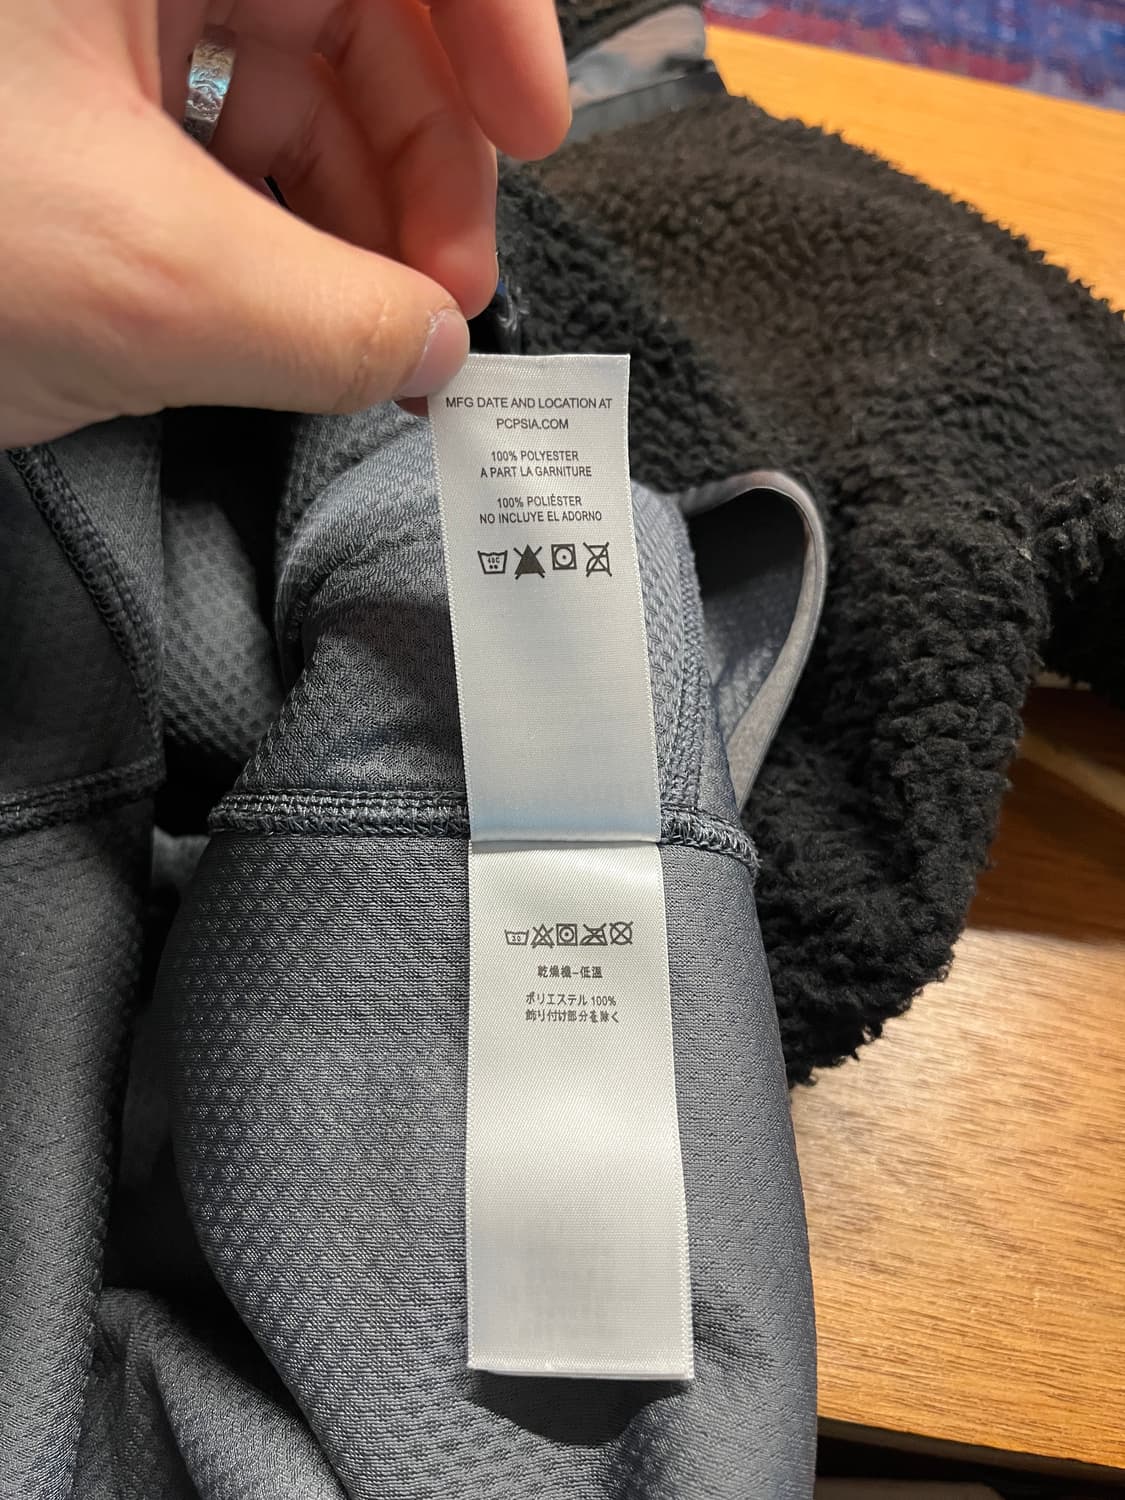 MFG DATE AND LOCATION AT
PCPSIA.COM
100% POLYESTER
A PART LA GARNITURE
100% POLIÉSTER
NO INCLUYE EL ADORNO
30
乾燥機–低温
ポリエステル 100%
飾り付け部分を除く